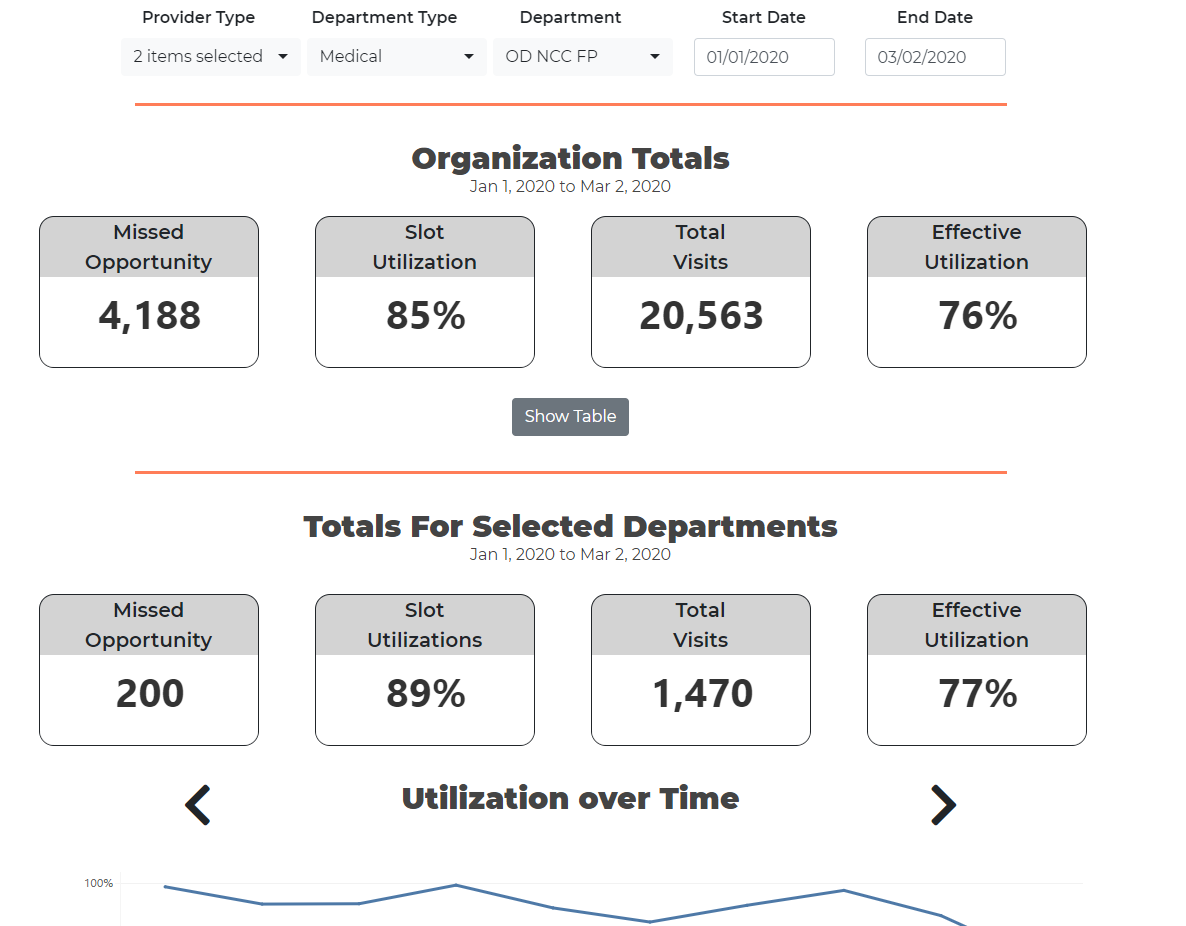 Provider Type Department Type Department Start Date End Date
2 items selected Medical OD NCC FP 01/01/2020 03/02/2020
Organization Totals
Jan 1, 2020 to Mar 2, 2020
Missed Opportunity
4,188
Slot Utilization
85%
Total Visits
20,563
Effective Utilization
76%
Show Table
Totals For Selected Departments
Jan 1, 2020 to Mar 2, 2020
Missed Opportunity
200
Slot Utilizations
89%
Total Visits
1,470
Effective Utilization
77%
Utilization over Time
100%